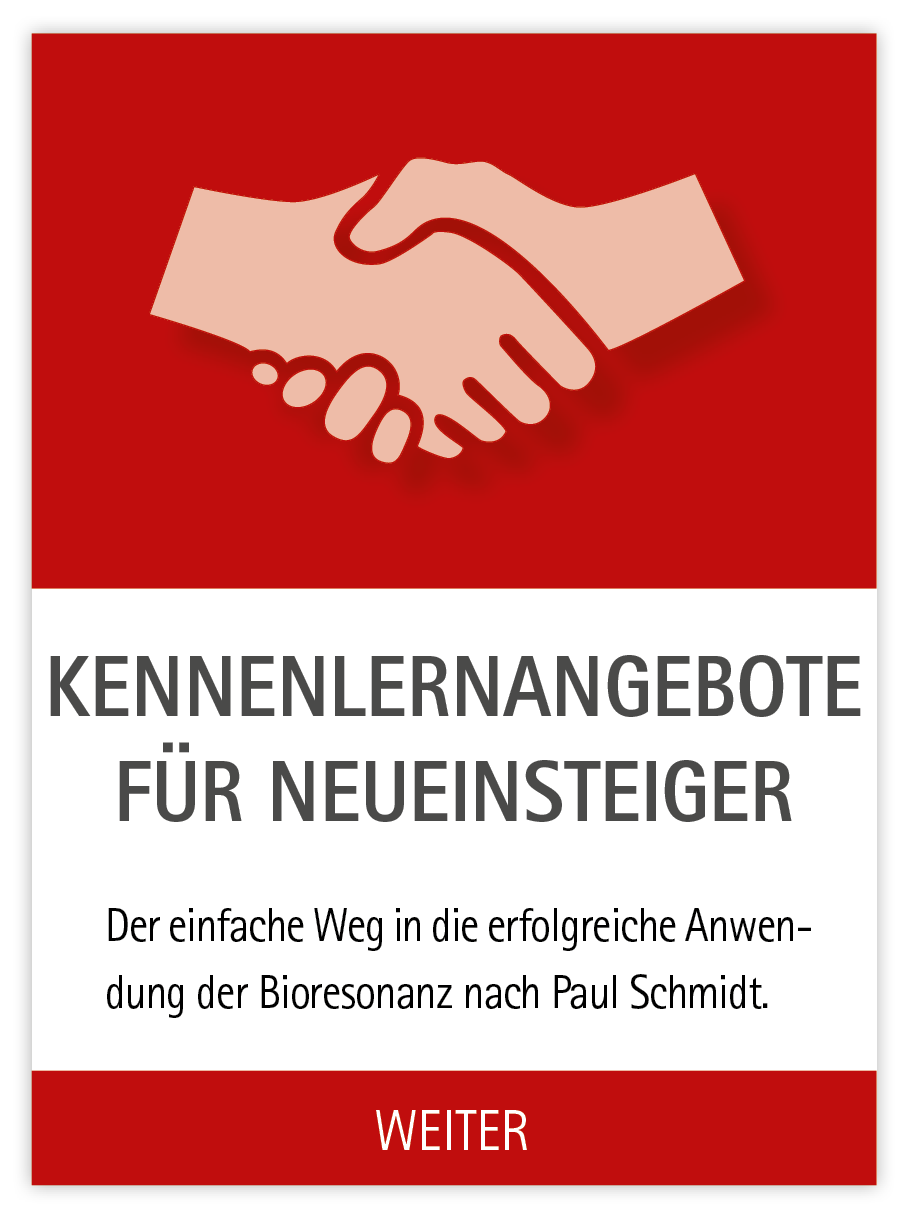 KENNENLERNANGEBOTE
FÜR NEUEINSTEIGER
Der einfache Weg in die erfolgreiche Anwen-
dung der Bioresonanz nach Paul Schmidt.
WEITER